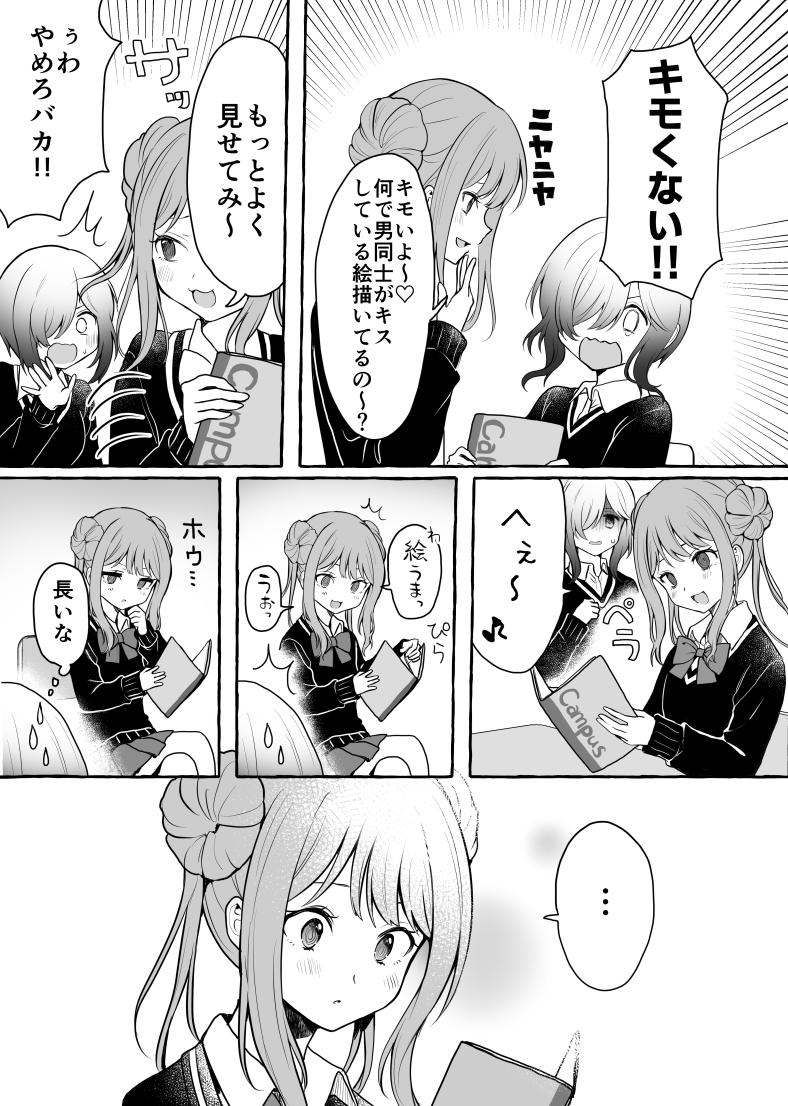 キモくない!!
ニヤニヤ
キモいよ〜♡
何で男同士がキス
している絵描いてるの〜?
Campus
もっとよく
見せてみ〜
サッ
ぅわ
やめろバカ!!
Campus
へぇ〜♪
ペラ
Campus
わ
絵うまっ
ぴら
うおっ
ホゥ…
長いな
…